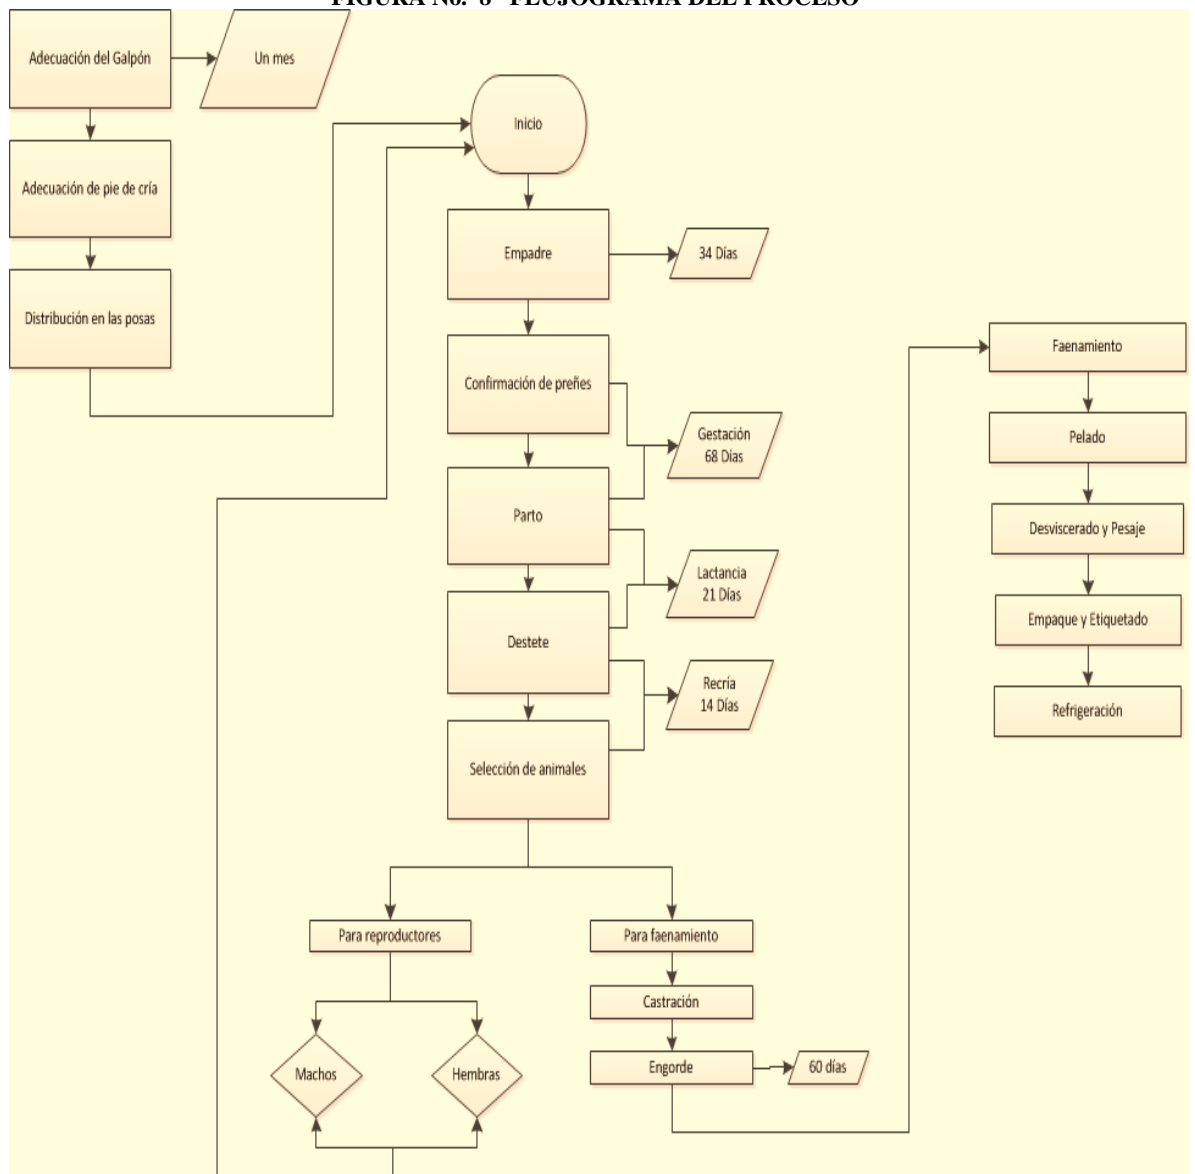 FIGURA No. 8 FLUJOGRAMA DEL PROCESO
Adecuación del Galpón
Un mes
Adecuación de pie de cría
Distribución en las posas
Inicio
Empadre
34 Días
Confirmación de preñes
Gestación
68 Días
Parto
Lactancia
21 Días
Destete
Recría
14 Días
Selección de animales
Para reproductores
Machos
Hembras
Para faenamiento
Castración
Engorde
60 días
Faenamiento
Pelado
Desviscerado y Pesaje
Empaque y Etiquetado
Refrigeración